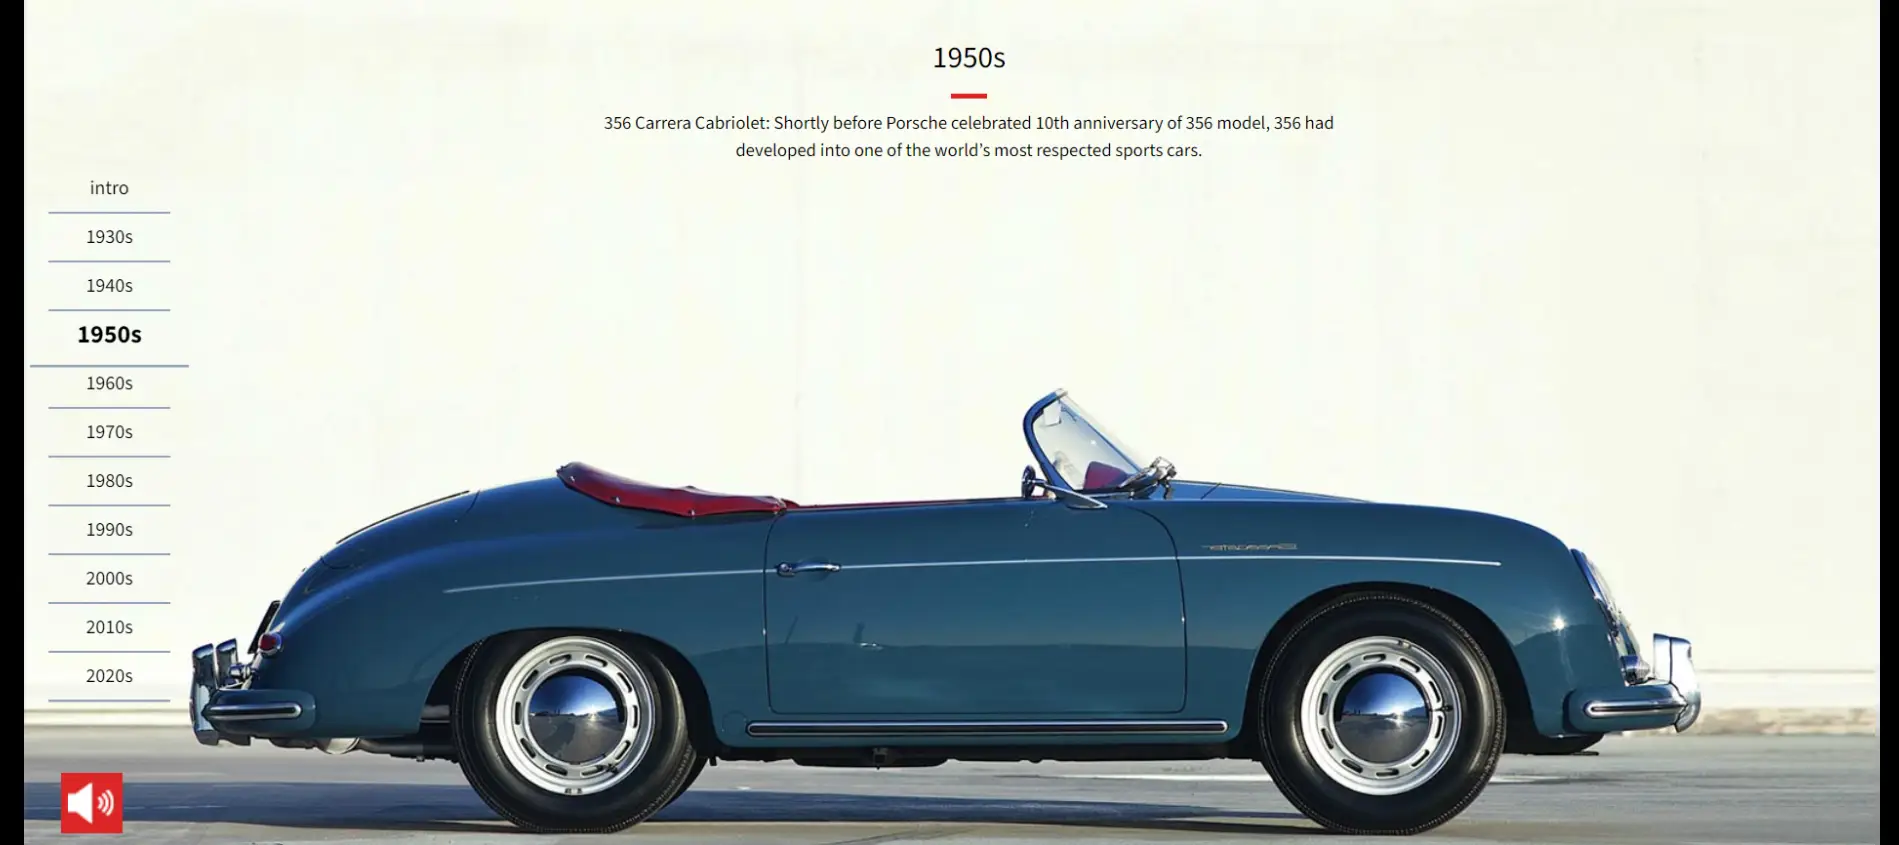 1950s
356 Carrera Cabriolet: Shortly before Porsche celebrated 10th anniversary of 356 model, 356 had
developed into one of the world’s most respected sports cars.
intro
1930s
1940s
1950s
1960s
1970s
1980s
1990s
2000s
2010s
2020s